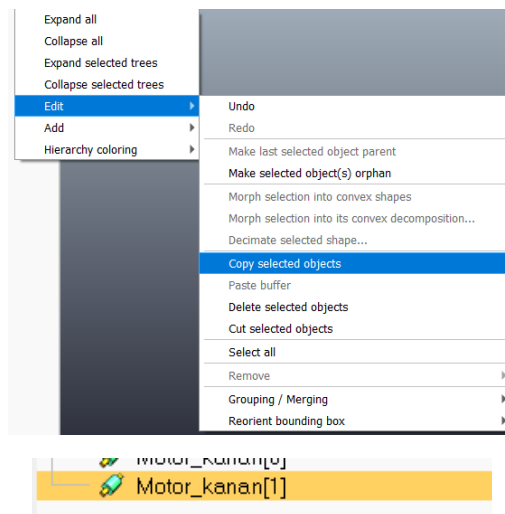 Expand all
Collapse all
Expand selected trees
Collapse selected trees
Edit
Add
Hierarchy coloring
Undo
Redo
Make last selected object parent
Make selected object(s) orphan
Morph selection into convex shapes
Morph selection into its convex decomposition...
Decimate selected shape...
Copy selected objects
Paste buffer
Delete selected objects
Cut selected objects
Select all
Remove
Grouping / Merging
Reorient bounding box
Motor_kanan[0]
Motor_kanan[1]